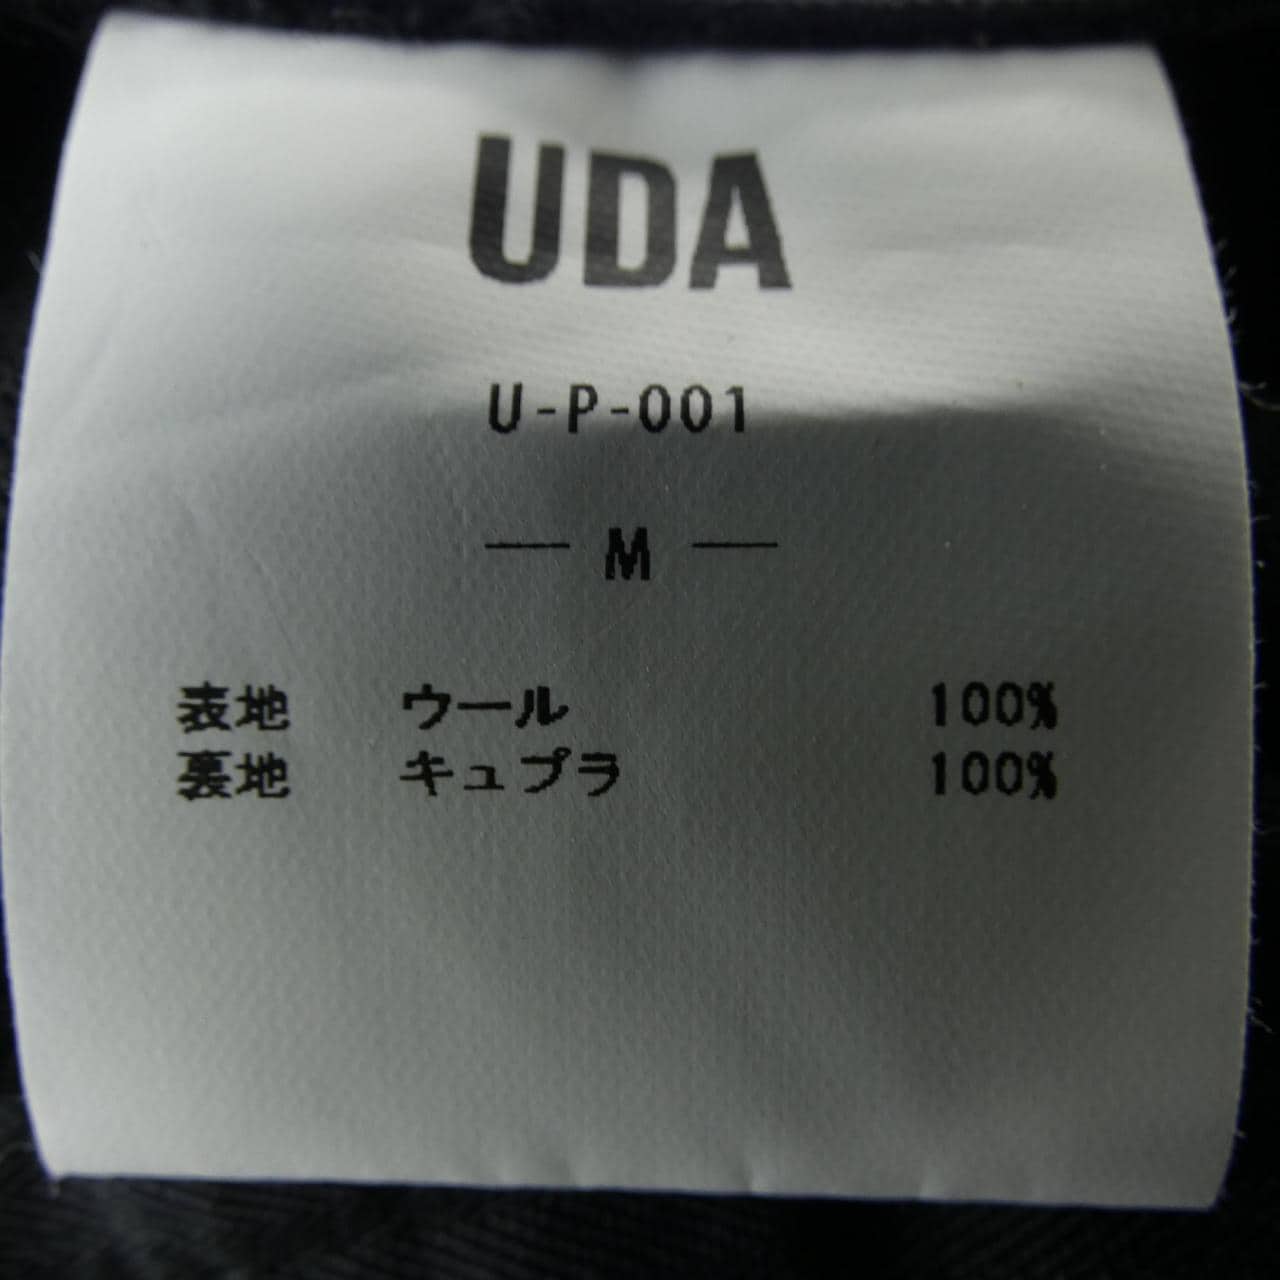 UDA
U-P-001
— M —
表地 ウール 100%
裏地 キュプラ 100%